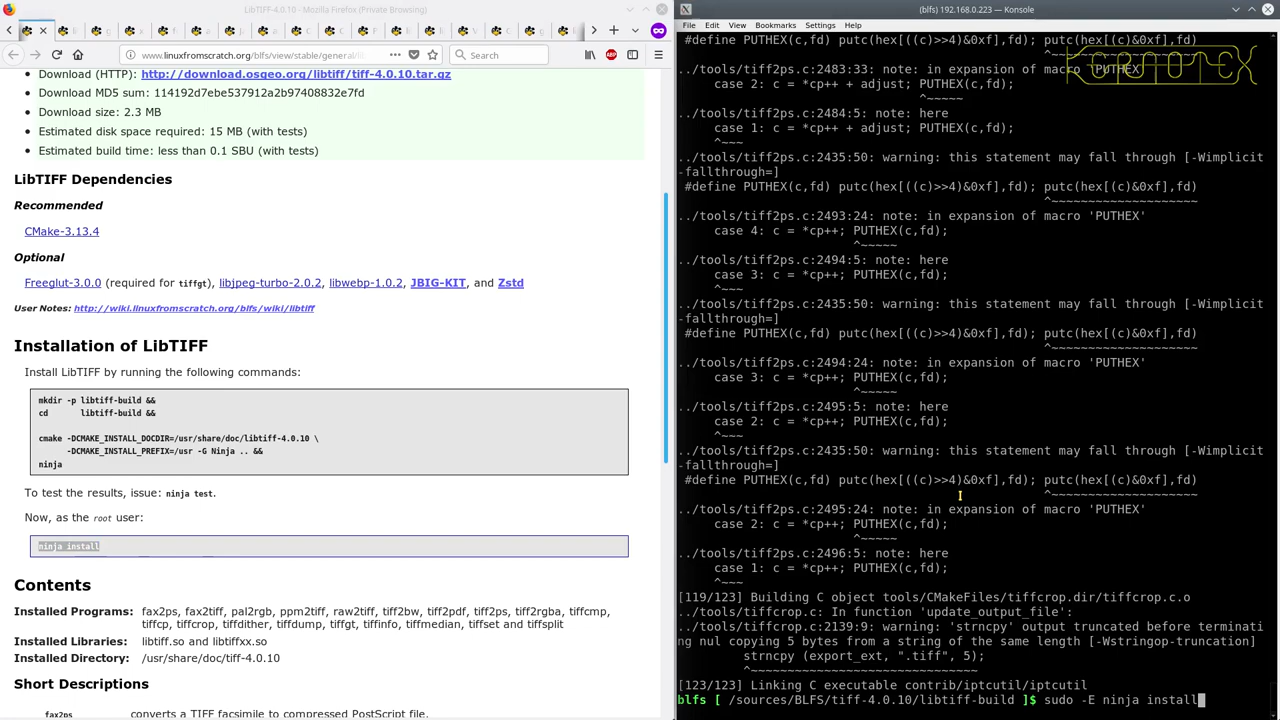 LibTIFF-4.0.10 - Mozilla Firefox (Private Browsing)
www.linuxfromscratch.org/blfs/view/stable/general/lib
Search
Download (HTTP): http://download.osgeo.org/libtiff/tiff-4.0.10.tar.gz
Download MD5 sum: 114192d7ebe537912a2b97408832e7fd
Download size: 2.3 MB
Estimated disk space required: 15 MB (with tests)
Estimated build time: less than 0.1 SBU (with tests)
LibTIFF Dependencies
Recommended
CMake-3.13.4
Optional
Freeglut-3.0.0 (required for tiffgt), libjpeg-turbo-2.0.2, libwebp-1.0.2, JBIG-KIT, and Zstd
User Notes: http://wiki.linuxfromscratch.org/blfs/wiki/libtiff
Installation of LibTIFF
Install LibTIFF by running the following commands:
mkdir -p libtiff-build &&
cd       libtiff-build &&
cmake -DCMAKE_INSTALL_DOCDIR=/usr/share/doc/libtiff-4.0.10 \
      -DCMAKE_INSTALL_PREFIX=/usr -G Ninja .. &&
ninja
To test the results, issue: ninja test.
Now, as the root user:
ninja install
Contents
Installed Programs: fax2ps, fax2tiff, pal2rgb, ppm2tiff, raw2tiff, tiff2bw, tiff2pdf, tiff2ps, tiff2rgba, tiffcmp,
tiffcp, tiffcrop, tiffdither, tiffdump, tiffgt, tiffinfo, tiffmedian, tiffset and tiffsplit
Installed Libraries: libtiff.so and libtiffxx.so
Installed Directory: /usr/share/doc/tiff-4.0.10
Short Descriptions
fax2ps converts a TIFF facsimile to compressed PostScript file.
(blfs) 192.168.0.223 — Konsole
File Edit View Bookmarks Settings Help
#define PUTHEX(c,fd) putc(hex[((c)>>4)&0xf],fd); putc(hex[(c)&0xf],fd)
^~~~~~~~~~~~~~~~~~~~~
../tools/tiff2ps.c:2483:33: note: in expansion of macro 'PUTHEX'
case 2: c = *cp++ + adjust; PUTHEX(c,fd);
^~~~~~
../tools/tiff2ps.c:2484:5: note: here
case 1: c = *cp++ + adjust; PUTHEX(c,fd);
^~~~
../tools/tiff2ps.c:2435:50: warning: this statement may fall through [-Wimplicit
-fallthrough=]
#define PUTHEX(c,fd) putc(hex[((c)>>4)&0xf],fd); putc(hex[(c)&0xf],fd)
^~~~~~~~~~~~~~~~~~~~~
../tools/tiff2ps.c:2493:24: note: in expansion of macro 'PUTHEX'
case 4: c = *cp++; PUTHEX(c,fd);
^~~~~~
../tools/tiff2ps.c:2494:5: note: here
case 3: c = *cp++; PUTHEX(c,fd);
^~~~
../tools/tiff2ps.c:2435:50: warning: this statement may fall through [-Wimplicit
-fallthrough=]
#define PUTHEX(c,fd) putc(hex[((c)>>4)&0xf],fd); putc(hex[(c)&0xf],fd)
^~~~~~~~~~~~~~~~~~~~~
../tools/tiff2ps.c:2494:24: note: in expansion of macro 'PUTHEX'
case 3: c = *cp++; PUTHEX(c,fd);
^~~~~~
../tools/tiff2ps.c:2495:5: note: here
case 2: c = *cp++; PUTHEX(c,fd);
^~~~
../tools/tiff2ps.c:2435:50: warning: this statement may fall through [-Wimplicit
-fallthrough=]
#define PUTHEX(c,fd) putc(hex[((c)>>4)&0xf],fd); putc(hex[(c)&0xf],fd)
^~~~~~~~~~~~~~~~~~~~~
../tools/tiff2ps.c:2495:24: note: in expansion of macro 'PUTHEX'
case 2: c = *cp++; PUTHEX(c,fd);
^~~~~~
../tools/tiff2ps.c:2496:5: note: here
case 1: c = *cp++; PUTHEX(c,fd);
^~~~
[119/123] Building C object tools/CMakeFiles/tiffcrop.dir/tiffcrop.c.o
../tools/tiffcrop.c: In function 'update_output_file':
../tools/tiffcrop.c:2139:9: warning: 'strncpy' output truncated before terminati
ng nul copying 5 bytes from a string of the same length [-Wstringop-truncation]
strncpy (export_ext, ".tiff", 5);
^~~~~~~~~~~~~~~~~~~~~~~~~~~~~~~~
[123/123] Linking C executable contrib/iptcutil/iptcutil
blfs [ /sources/BLFS/tiff-4.0.10/libtiff-build ]$ sudo -E ninja install